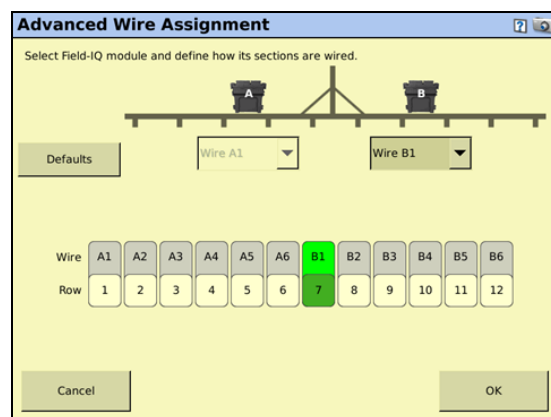 Advanced Wire Assignment ?
Select Field-IQ module and define how its sections are wired.
A B
Defaults Wire A1 Wire B1
Wire A1 A2 A3 A4 A5 A6 B1 B2 B3 B4 B5 B6
Row 1 2 3 4 5 6 7 8 9 10 11 12
Cancel OK